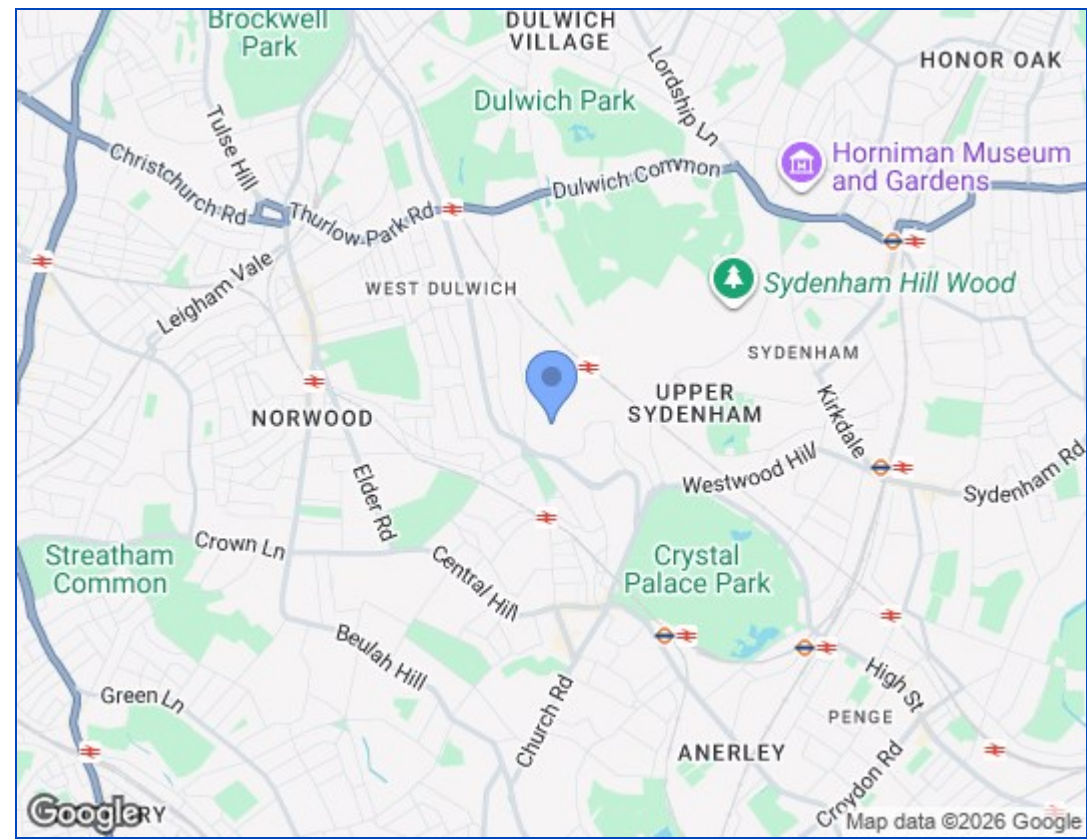 Brockwell
Park
DULWICH
VILLAGE
HONOR OAK
Lordship Ln
Dulwich Park
Tulse Hill
Horniman Museum
and Gardens
Christchurch Rd
Dulwich Common
Thurlow Park Rd
Leigham Vale
WEST DULWICH
Sydenham Hill Wood
SYDENHAM
UPPER
SYDENHAM
Kirkdale
NORWOOD
Westwood Hill
Sydenham Rd
Elder Rd
Crown Ln
Streatham
Common
Central Hill
Crystal
Palace Park
Beulah Hill
High St
Green Ln
Church Rd
PENGE
ANERLEY
Croydon Rd
Google
RY
Map data ©2026 Google